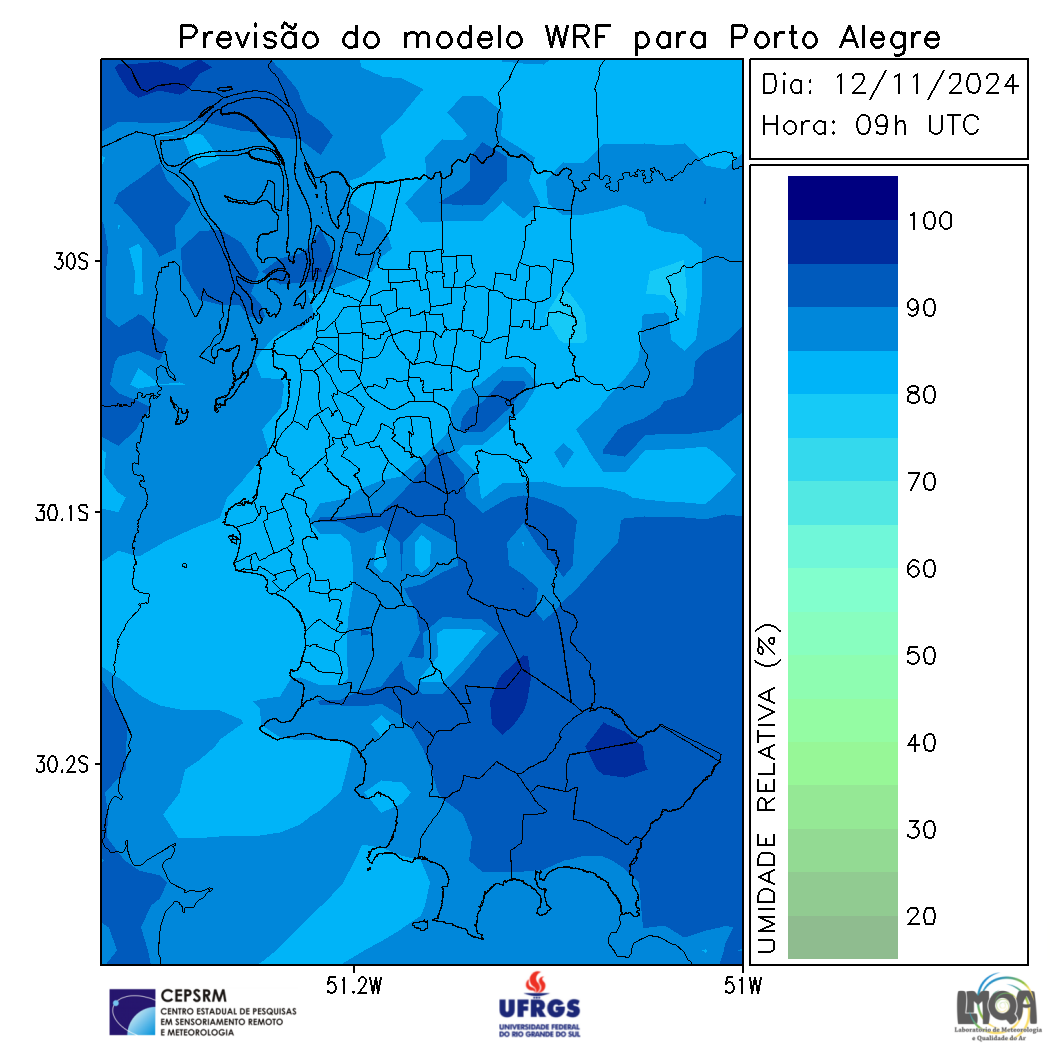 Previsão do modelo WRF para Porto Alegre
Dia: 12/11/2024
Hora: 09h UTC
30S
30.1S
30.2S
51.2W
51W
100
90
80
70
60
50
40
30
20
UMIDADE RELATIVA (%)
CEPSRM
CENTRO ESTADUAL DE PESQUISAS
EM SENSORIAMENTO REMOTO
E METEOROLOGIA
UFRGS
UNIVERSIDADE FEDERAL
DO RIO GRANDE DO SUL
LMQA
Laboratório de Meteorologia
e Qualidade do Ar